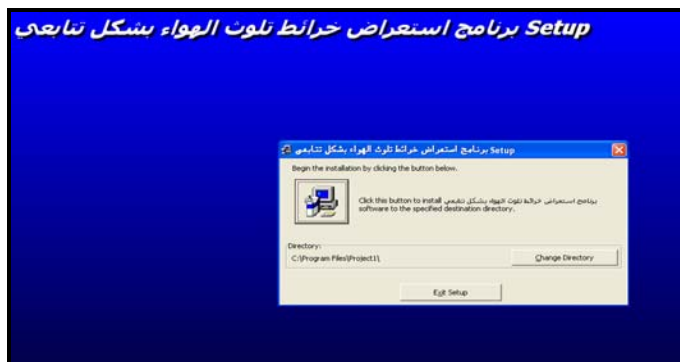 برنامج استعراض خرائط تلوث الهواء بشكل تتابعي Setup
برنامج استعراض خرائط تلوث الهواء بشكل تتابعي Setup
Begin the installation by clicking the button below.
Click this button to install برنامج استعراض خرائط تلوث الهواء بشكل تتابعي
software to the specified destination directory.
Directory:
C:\Program Files\Project1\
Change Directory
Exit Setup